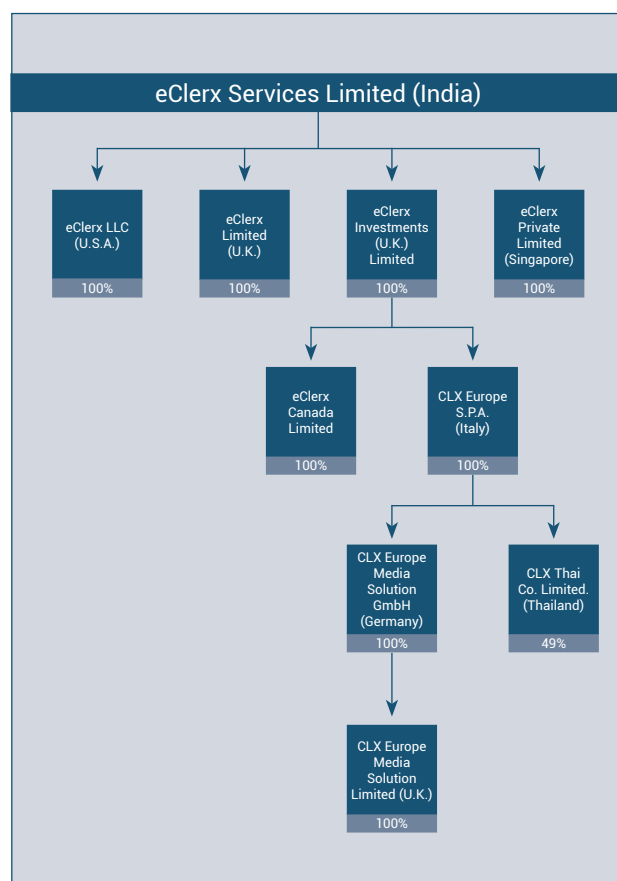 eClerx Services Limited (India)
eClerx LLC
(U.S.A.)
100%
eClerx
Limited
(U.K.)
100%
eClerx
Investments
(U.K.)
Limited
100%
eClerx
Private
Limited
(Singapore)
100%
eClerx
Canada
Limited
100%
CLX Europe
S.P.A.
(Italy)
100%
CLX Europe
Media
Solution
GmbH
(Germany)
100%
CLX Thai
Co. Limited.
(Thailand)
49%
CLX Europe
Media
Solution
Limited (U.K.)
100%